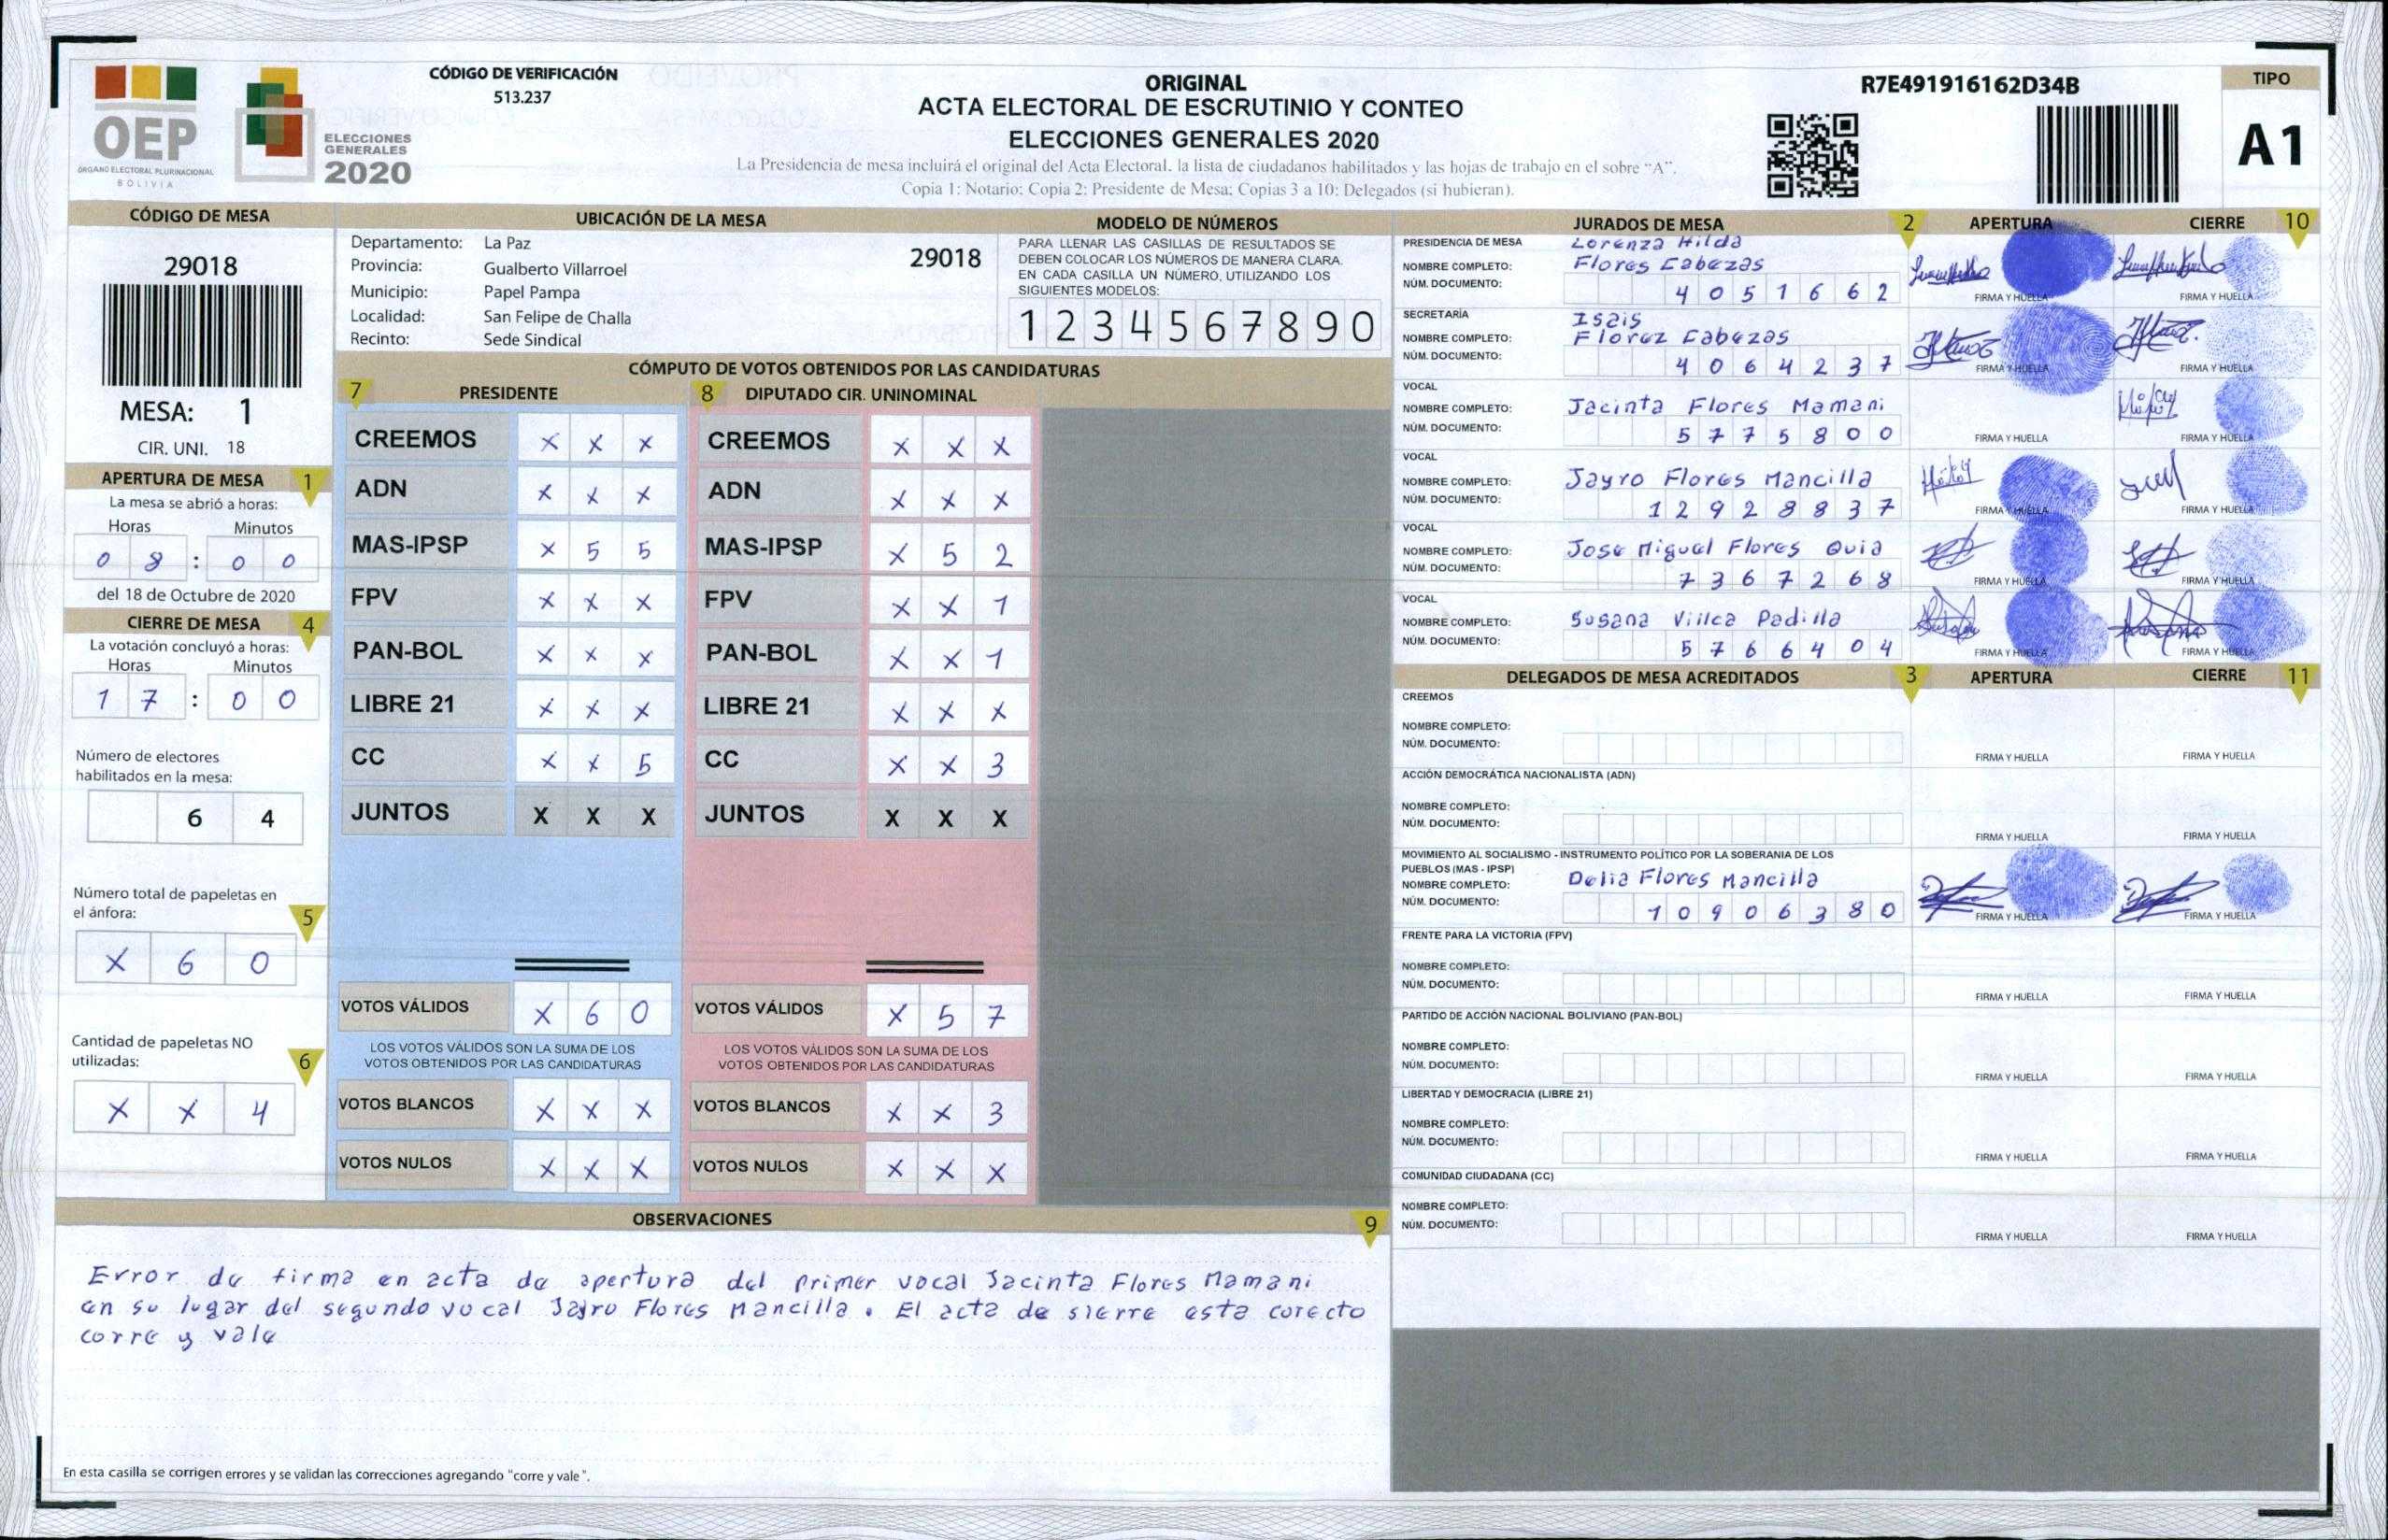 OEP
ÓRGANO ELECTORAL PLURINACIONAL
BOLIVIA
ELECCIONES
GENERALES
2020
CÓDIGO DE VERIFICACIÓN
513.237
ORIGINAL
ACTA ELECTORAL DE ESCRUTINIO Y CONTEO
ELECCIONES GENERALES 2020
La Presidencia de mesa incluirá el original del Acta Electoral. la lista de ciudadanos habilitados y las hojas de trabajo en el sobre "A".
Copia 1: Notario; Copia 2: Presidente de Mesa; Copias 3 a 10: Delegados (si hubieran).
R7E491916162D34B
TIPO
A1
CÓDIGO DE MESA
29018
MESA: 1
CIR. UNI. 18
UBICACIÓN DE LA MESA
Departamento: La Paz
29018
Provincia: Gualberto Villarroel
Municipio: Papel Pampa
Localidad: San Felipe de Challa
Recinto: Sede Sindical
MODELO DE NÚMEROS
PARA LLENAR LAS CASILLAS DE RESULTADOS SE
DEBEN COLOCAR LOS NÚMEROS DE MANERA CLARA.
EN CADA CASILLA UN NÚMERO, UTILIZANDO LOS
SIGUIENTES MODELOS:
1 2 3 4 5 6 7 8 9 0
APERTURA DE MESA 1
La mesa se abrió a horas:
Horas Minutos
0 8 : 0 0
del 18 de Octubre de 2020
CIERRE DE MESA 4
La votación concluyó a horas:
Horas Minutos
1 7 : 0 0
Número de electores
habilitados en la mesa:
6 4
Número total de papeletas en
el ánfora: 5
X 6 0
Cantidad de papeletas NO
utilizadas: 6
X X 4
CÓMPUTO DE VOTOS OBTENIDOS POR LAS CANDIDATURAS
7 PRESIDENTE
CREEMOS X X X
ADN X X X
MAS-IPSP X 5 5
FPV X X X
PAN-BOL X X X
LIBRE 21 X X X
CC X X 5
JUNTOS X X X
VOTOS VÁLIDOS X 6 0
LOS VOTOS VÁLIDOS SON LA SUMA DE LOS
VOTOS OBTENIDOS POR LAS CANDIDATURAS
VOTOS BLANCOS X X X
VOTOS NULOS X X X
8 DIPUTADO CIR. UNINOMINAL
CREEMOS X X X
ADN X X X
MAS-IPSP X 5 2
FPV X X 1
PAN-BOL X X 1
LIBRE 21 X X X
CC X X 3
JUNTOS X X X
VOTOS VÁLIDOS X 5 7
LOS VOTOS VÁLIDOS SON LA SUMA DE LOS
VOTOS OBTENIDOS POR LAS CANDIDATURAS
VOTOS BLANCOS X X 3
VOTOS NULOS X X X
OBSERVACIONES 9
Error de firma en acta de apertura del primer vocal Jacinta Flores Mamani
en su lugar del segundo vocal Jayro Flores Mancilla. El acta de sierre esta corecto
corre y vale
En esta casilla se corrigen errores y se validan las correcciones agregando "corre y vale".
JURADOS DE MESA 2 APERTURA CIERRE 10
PRESIDENCIA DE MESA Lorenza Hilda
NOMBRE COMPLETO: Flores Cabezas
NÚM. DOCUMENTO: 4 0 5 1 6 6 2
FIRMA Y HUELLA FIRMA Y HUELLA
SECRETARÍA Isais
NOMBRE COMPLETO: Florez Cabezas
NÚM. DOCUMENTO: 4 0 6 4 2 3 7
FIRMA Y HUELLA FIRMA Y HUELLA
VOCAL
NOMBRE COMPLETO: Jacinta Flores Mamani
NÚM. DOCUMENTO: 5 7 7 5 8 0 0
FIRMA Y HUELLA FIRMA Y HUELLA
VOCAL
NOMBRE COMPLETO: Jayro Flores Mancilla
NÚM. DOCUMENTO: 1 2 9 2 8 8 3 7
FIRMA Y HUELLA FIRMA Y HUELLA
VOCAL
NOMBRE COMPLETO: Jose Miguel Flores Quia
NÚM. DOCUMENTO: 7 3 6 7 2 6 8
FIRMA Y HUELLA FIRMA Y HUELLA
VOCAL
NOMBRE COMPLETO: Susana Villca Padilla
NÚM. DOCUMENTO: 5 7 6 6 4 0 4
FIRMA Y HUELLA FIRMA Y HUELLA
DELEGADOS DE MESA ACREDITADOS 3 APERTURA CIERRE 11
CREEMOS
NOMBRE COMPLETO:
NÚM. DOCUMENTO:
FIRMA Y HUELLA FIRMA Y HUELLA
ACCIÓN DEMOCRÁTICA NACIONALISTA (ADN)
NOMBRE COMPLETO:
NÚM. DOCUMENTO:
FIRMA Y HUELLA FIRMA Y HUELLA
MOVIMIENTO AL SOCIALISMO - INSTRUMENTO POLÍTICO POR LA SOBERANIA DE LOS
PUEBLOS (MAS - IPSP)
NOMBRE COMPLETO: Delia Flores Mancilla
NÚM. DOCUMENTO: 1 0 9 0 6 3 8 0
FIRMA Y HUELLA FIRMA Y HUELLA
FRENTE PARA LA VICTORIA (FPV)
NOMBRE COMPLETO:
NÚM. DOCUMENTO:
FIRMA Y HUELLA FIRMA Y HUELLA
PARTIDO DE ACCIÓN NACIONAL BOLIVIANO (PAN-BOL)
NOMBRE COMPLETO:
NÚM. DOCUMENTO:
FIRMA Y HUELLA FIRMA Y HUELLA
LIBERTAD Y DEMOCRACIA (LIBRE 21)
NOMBRE COMPLETO:
NÚM. DOCUMENTO:
FIRMA Y HUELLA FIRMA Y HUELLA
COMUNIDAD CIUDADANA (CC)
NOMBRE COMPLETO:
NÚM. DOCUMENTO:
FIRMA Y HUELLA FIRMA Y HUELLA